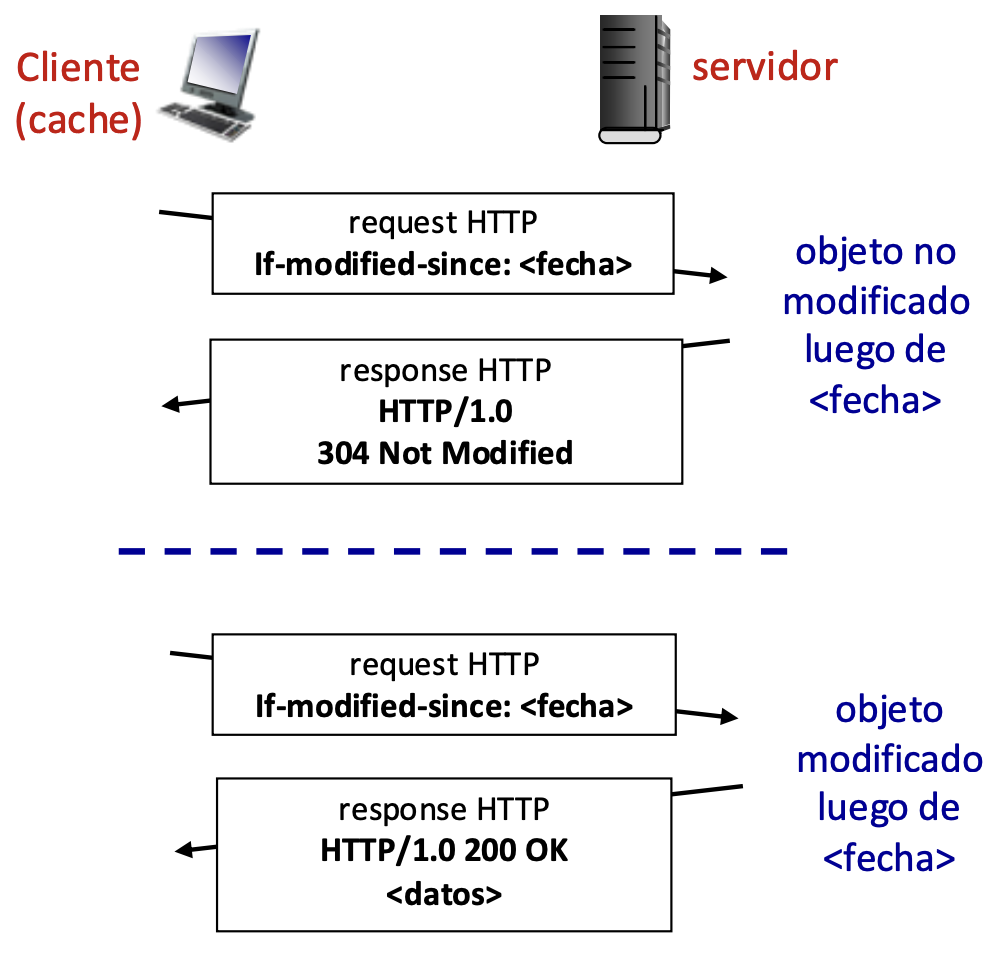 Cliente
(cache)
servidor
request HTTP
If-modified-since: <fecha>
objeto no
modificado
luego de
<fecha>
response HTTP
HTTP/1.0
304 Not Modified
request HTTP
If-modified-since: <fecha>
objeto
modificado
luego de
<fecha>
response HTTP
HTTP/1.0 200 OK
<datos>